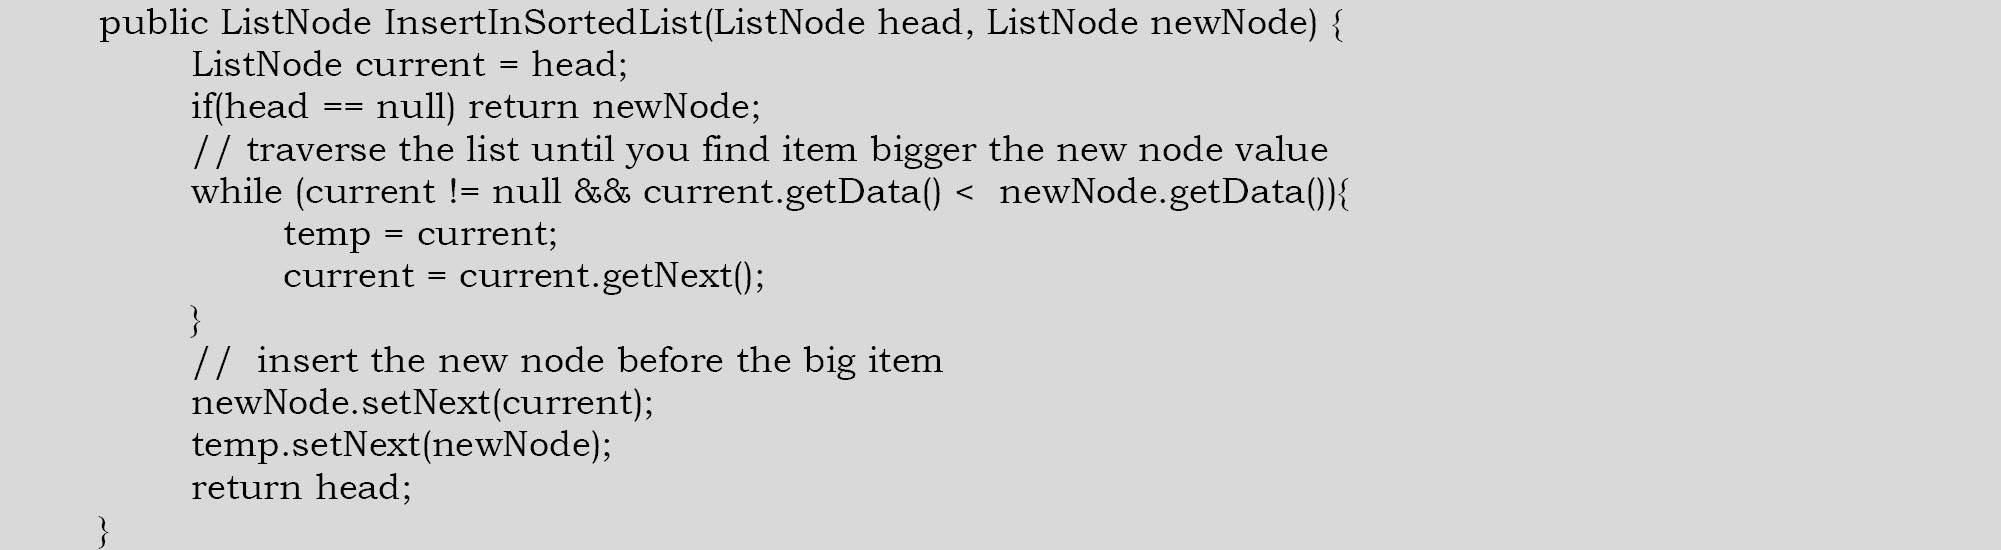 public ListNode InsertInSortedList(ListNode head, ListNode newNode) {
ListNode current = head;
if(head == null) return newNode;
// traverse the list until you find item bigger the new node value
while (current != null && current.getData() <  newNode.getData()){
temp = current;
current = current.getNext();
}
//  insert the new node before the big item
newNode.setNext(current);
temp.setNext(newNode);
return head;
}